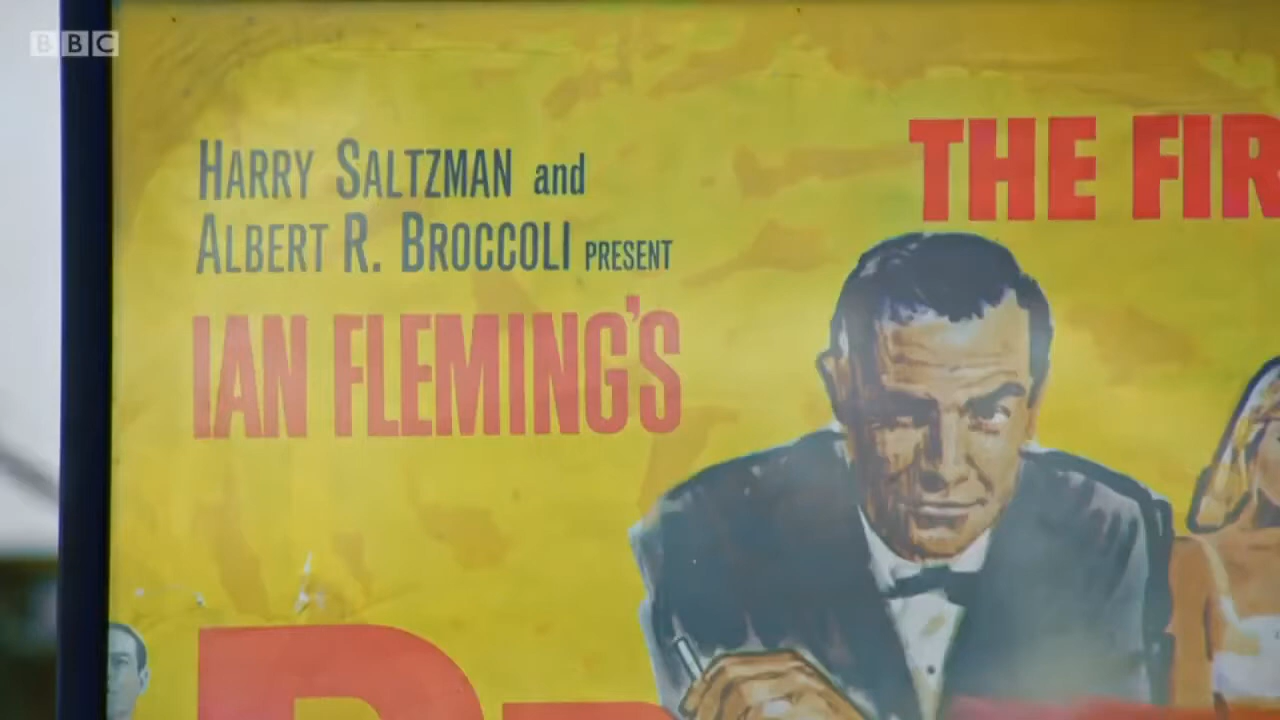 BBC
HARRY SALTZMAN and
ALBERT R. BROCCOLI PRESENT
IAN FLEMING'S
THE FIR